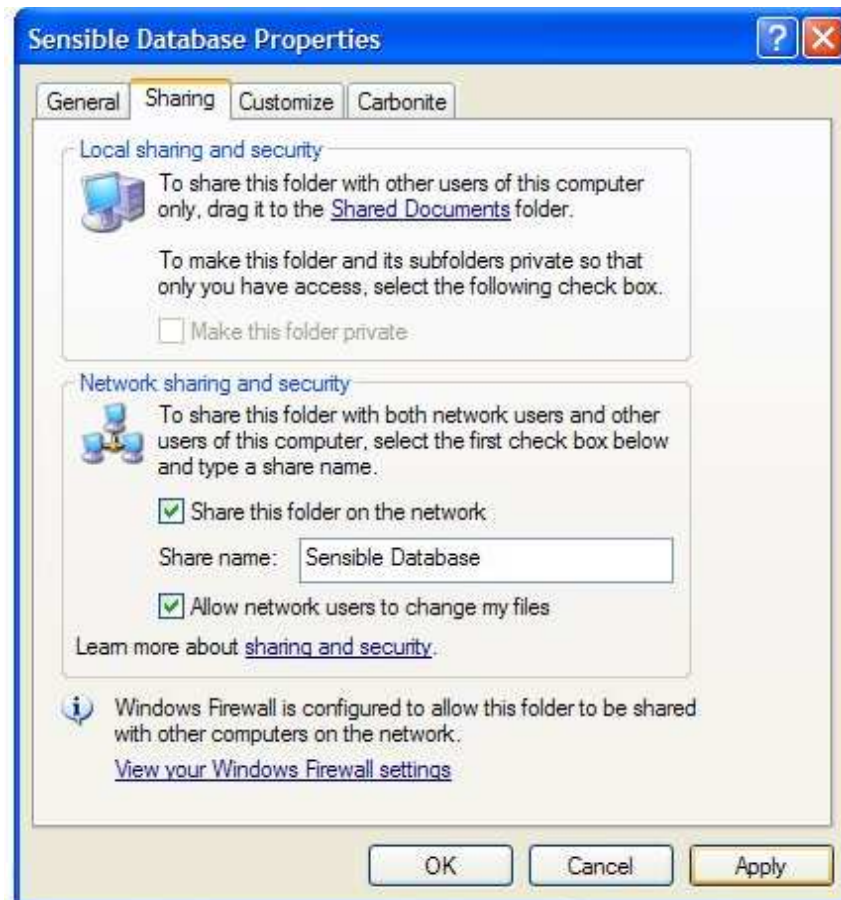 Sensible Database Properties
General Sharing Customize Carbonite
Local sharing and security
To share this folder with other users of this computer
only, drag it to the Shared Documents folder.
To make this folder and its subfolders private so that
only you have access, select the following check box.
Make this folder private
Network sharing and security
To share this folder with both network users and other
users of this computer, select the first check box below
and type a share name.
Share this folder on the network
Share name: Sensible Database
Allow network users to change my files
Learn more about sharing and security.
Windows Firewall is configured to allow this folder to be shared
with other computers on the network.
View your Windows Firewall settings
OK Cancel Apply